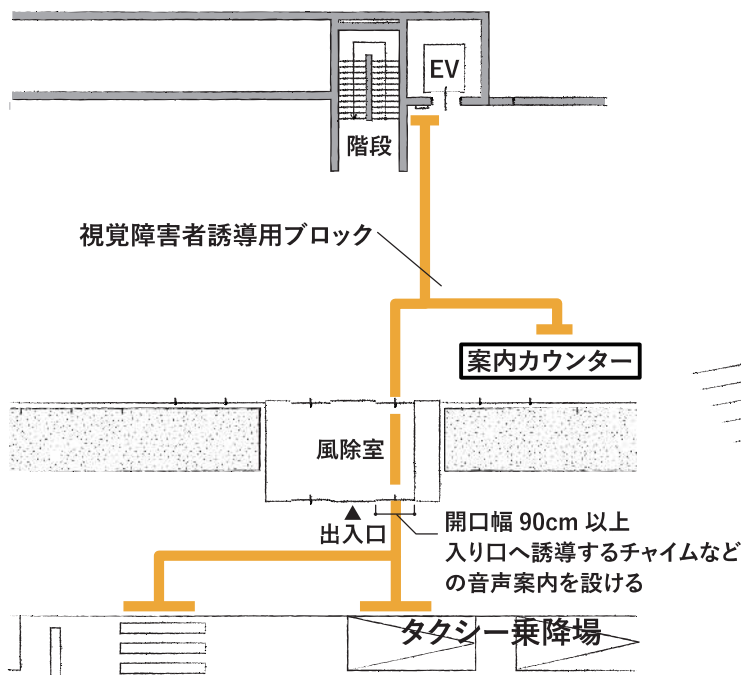 EV
階段
視覚障害者誘導用ブロック
案内カウンター
風除室
出入口
開口幅 90cm 以上
入り口へ誘導するチャイムなど
の音声案内を設ける
タクシー乗降場